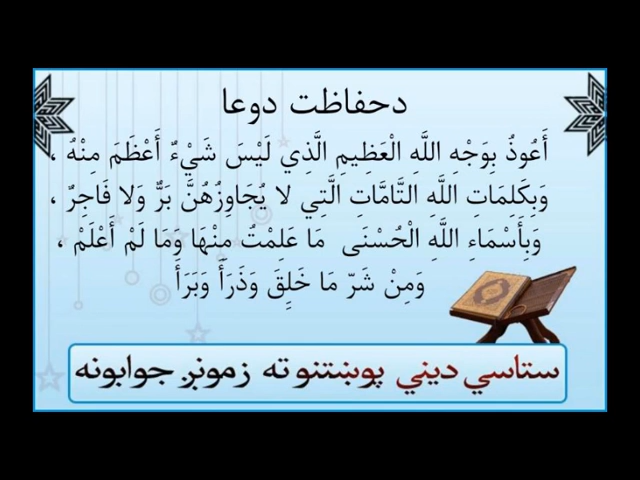 دحفاظت دوعا
أَعُوذُ بِوَجْهِ اللَّهِ الْعَظِيمِ الَّذِي لَيْسَ شَيْءٌ أَعْظَمَ مِنْهُ ،
وَبِكَلِمَاتِ اللَّهِ التَّامَّاتِ الَّتِي لا يُجَاوِزُهُنَّ بَرٌّ وَلا فَاجِرٌ ،
وَبِأَسْمَاءِ اللَّهِ الْحُسْنَى مَا عَلِمْتُ مِنْهَا وَمَا لَمْ أَعْلَمْ ،
وَمِنْ شَرِّ مَا خَلِقَ وَذَرَأَ وَبَرَأَ
ستاسي ديني پوښتنو ته زمونږ جوابونه